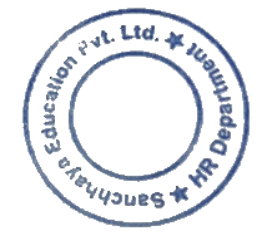 Sanchhaya Education Pvt. Ltd. ★ HR Department ★